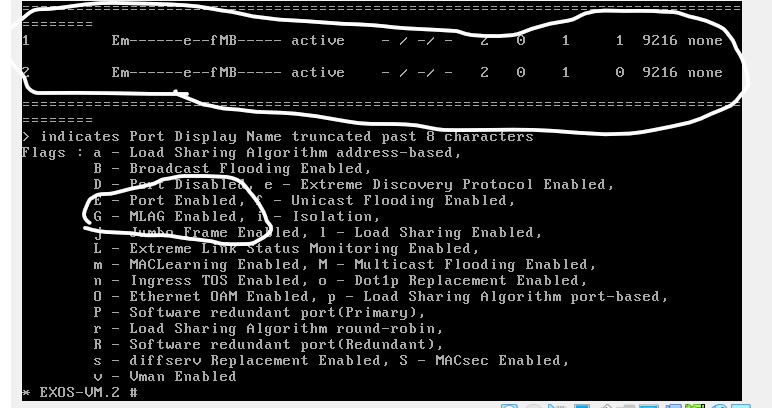 ================================================================================
========
1         Em------e--fMB----- active     - / -/ -   2   0    1     1  9216 none
2         Em------e--fMB----- active     - / -/ -   2   0    1     0  9216 none
================================================================================
========
> indicates Port Display Name truncated past 8 characters
Flags : a - Load Sharing Algorithm address-based,
B - Broadcast Flooding Enabled,
D - Port Disabled, e - Extreme Discovery Protocol Enabled,
E - Port Enabled, f - Unicast Flooding Enabled,
G - MLAG Enabled, i - Isolation,
j - Jumbo Frame Enabled, l - Load Sharing Enabled,
L - Extreme Link Status Monitoring Enabled,
m - MACLearning Enabled, M - Multicast Flooding Enabled,
n - Ingress TOS Enabled, o - Dot1p Replacement Enabled,
O - Ethernet OAM Enabled, p - Load Sharing Algorithm port-based,
P - Software redundant port(Primary),
r - Load Sharing Algorithm round-robin,
R - Software redundant port(Redundant),
s - diffserv Replacement Enabled, S - MACsec Enabled,
v - Vman Enabled
* EXOS-VM.2 #